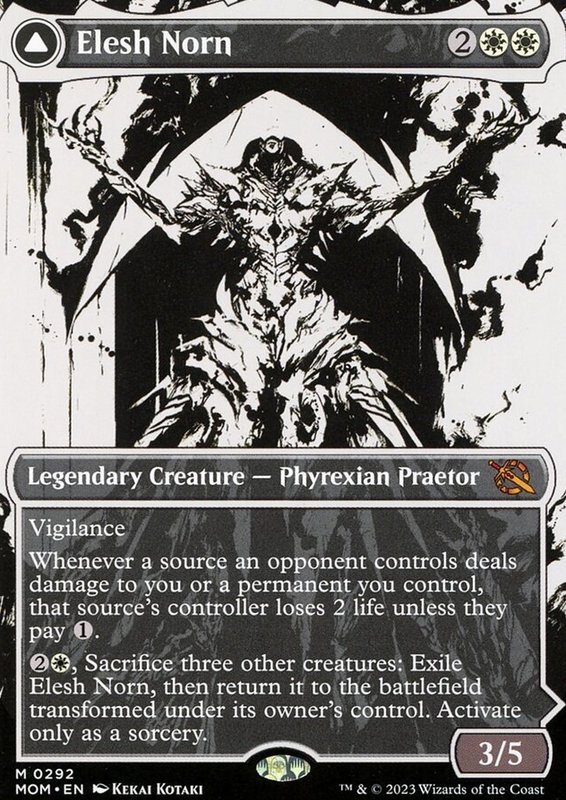 Elesh Norn 2
Legendary Creature — Phyrexian Praetor
Vigilance
Whenever a source an opponent controls deals
damage to you or a permanent you control,
that source's controller loses 2 life unless they
pay 1.
2, Sacrifice three other creatures: Exile
Elesh Norn, then return it to the battlefield
transformed under its owner's control. Activate
only as a sorcery.
3/5
M 0292
MOM • EN Kekai Kotaki
™ & © 2023 Wizards of the Coast